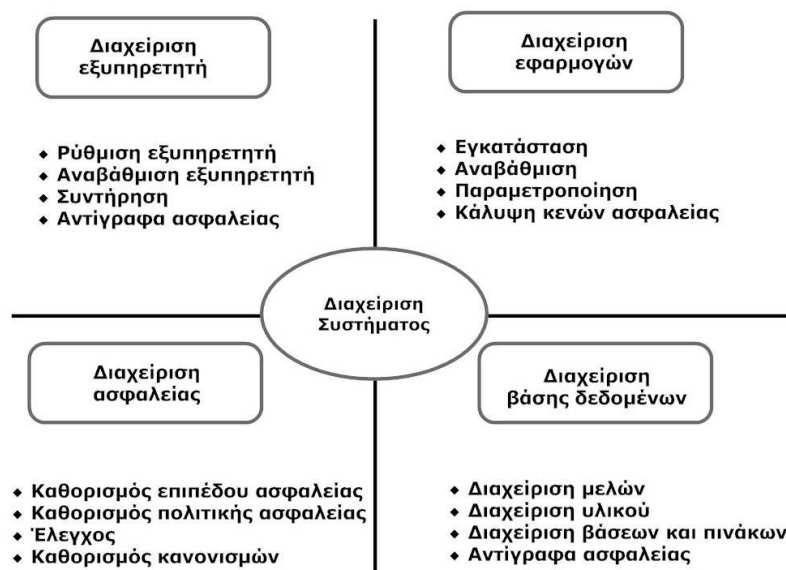 Διαχείριση
εξυπηρετητή
Ρύθμιση εξυπηρετητή
Αναβάθμιση εξυπηρετητή
Συντήρηση
Αντίγραφα ασφαλείας
Διαχείριση
εφαρμογών
Εγκατάσταση
Αναβάθμιση
Παραμετροποίηση
Κάλυψη κενών ασφαλείας
Διαχείριση
Συστήματος
Διαχείριση
ασφαλείας
Καθορισμός επιπέδου ασφαλείας
Καθορισμός πολιτικής ασφαλείας
Έλεγχος
Καθορισμός κανονισμών
Διαχείριση
βάσης δεδομένων
Διαχείριση μελών
Διαχείριση υλικού
Διαχείριση βάσεων και πινάκων
Αντίγραφα ασφαλείας